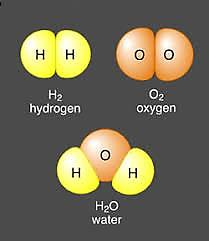 H H
O O
H₂
hydrogen
O₂
oxygen
O
H H
H₂O
water